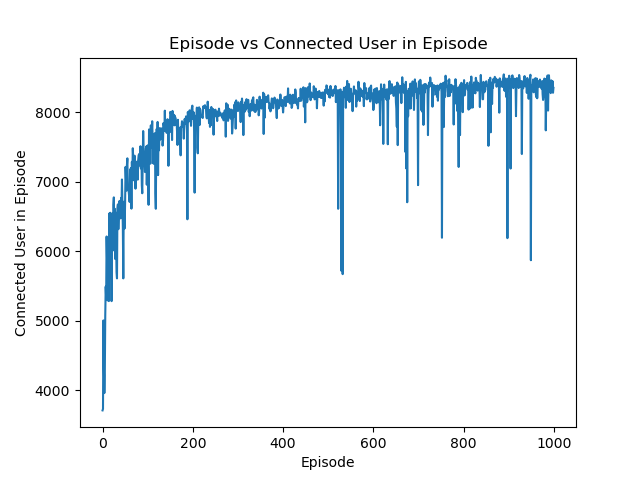 Episode vs Connected User in Episode
8000
7000
6000
5000
4000
Connected User in Episode
0 200 400 600 800 1000
Episode